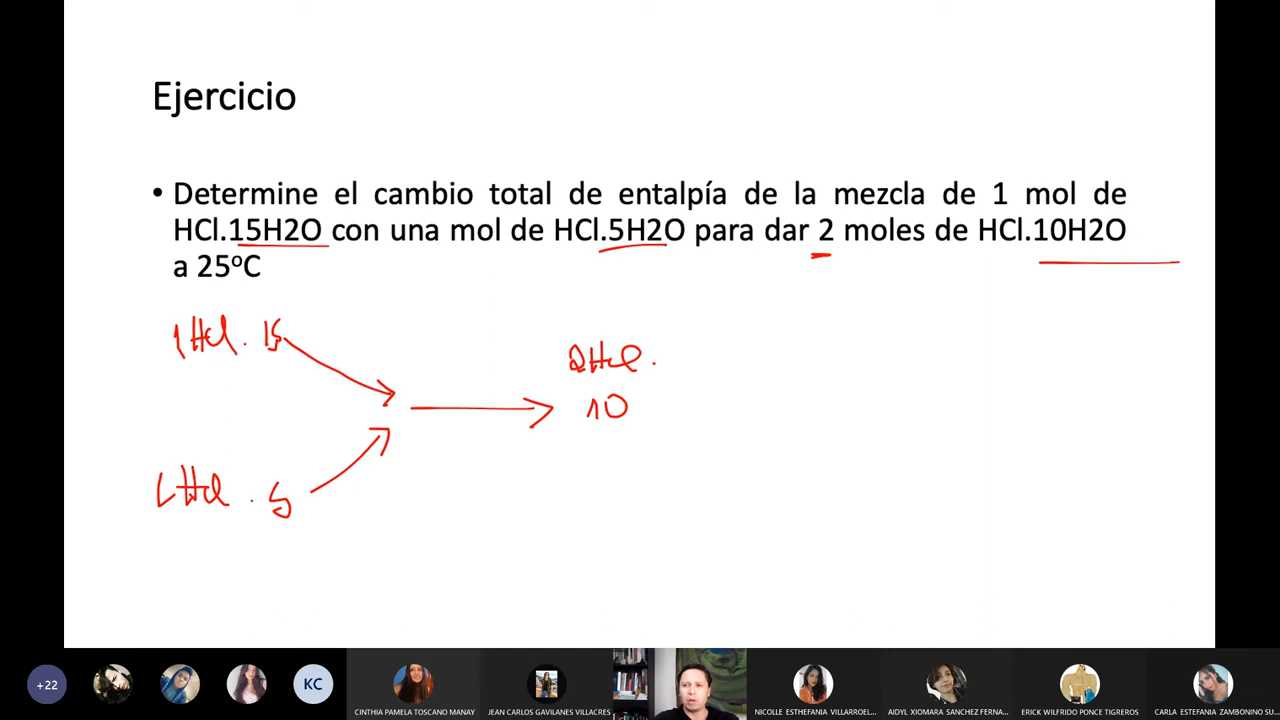 Ejercicio
• Determine el cambio total de entalpía de la mezcla de 1 mol de
HCl.15H2O con una mol de HCl.5H2O para dar 2 moles de HCl.10H2O
a 25ºC
1HCl. 15
2HCl.
10
1HCl . 5
+22
KC
CINTHIA PAMELA TOSCANO MANAY
JEAN CARLOS GAVILANES VILLACRES
NICOLLE ESTHEFANIA VILLARROEL...
AIDYL XIOMARA SANCHEZ FERNA...
ERICK WILFRIDO PONCE TIGREROS
CARLA ESTEFANIA ZAMBONINO SU...